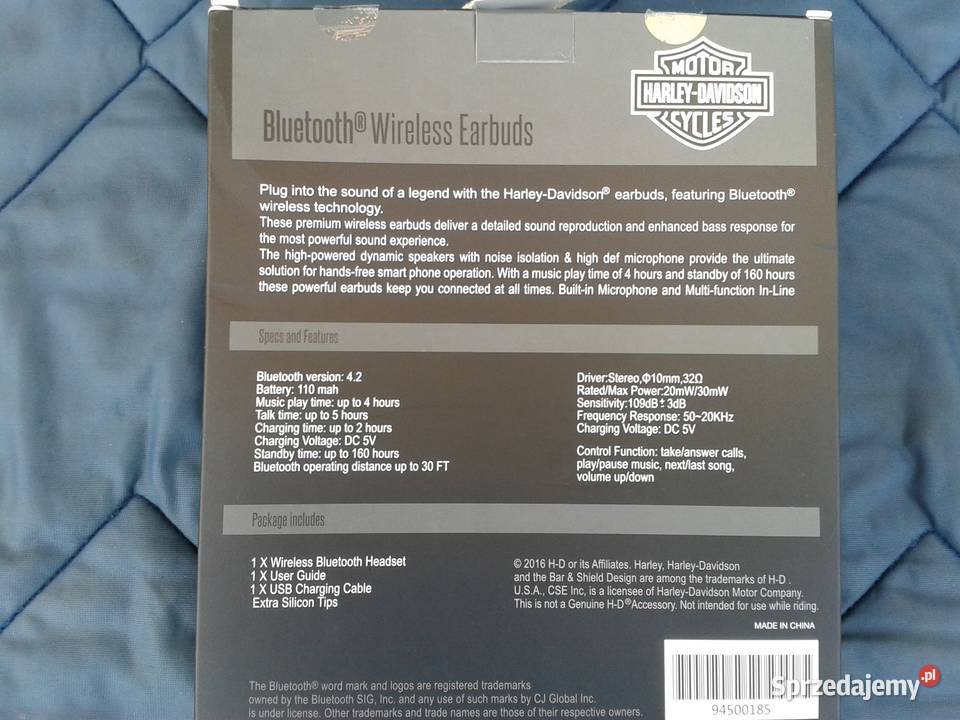 MOTOR
HARLEY-DAVIDSON
CYCLES
Bluetooth® Wireless Earbuds
Plug into the sound of a legend with the Harley-Davidson® earbuds, featuring Bluetooth®
wireless technology.
These premium wireless earbuds deliver a detailed sound reproduction and enhanced bass response for
the most powerful sound experience.
The high-powered dynamic speakers with noise isolation & high def microphone provide the ultimate
solution for hands-free smart phone operation. With a music play time of 4 hours and standby of 160 hours
these powerful earbuds keep you connected at all times. Built-in Microphone and Multi-function In-Line
Specs and Features
Bluetooth version: 4.2
Battery: 110 mah
Music play time: up to 4 hours
Talk time: up to 5 hours
Charging time: up to 2 hours
Charging Voltage: DC 5V
Standby time: up to 160 hours
Bluetooth operating distance up to 30 FT
Driver:Stereo,Φ10mm,32Ω
Rated/Max Power:20mW/30mW
Sensitivity:109dB±3dB
Frequency Response: 50~20KHz
Charging Voltage: DC 5V
Control Function: take/answer calls,
play/pause music, next/last song,
volume up/down
Package includes
1 X Wireless Bluetooth Headset
1 X User Guide
1 X USB Charging Cable
Extra Silicon Tips
© 2016 H-D or its Affiliates. Harley, Harley-Davidson
and the Bar & Shield Design are among the trademarks of H-D .
U.S.A., CSE Inc, is a licensee of Harley-Davidson Motor Company.
This is not a Genuine H-D®Accessory. Not intended for use while riding.
MADE IN CHINA
The Bluetooth® word mark and logos are registered trademarks
owned by the Bluetooth SIG, Inc. and any use of such marks by CJ Global Inc.
is under license. Other trademarks and trade names are those of their respective owners.
94500185
Sprzedajemy.pl